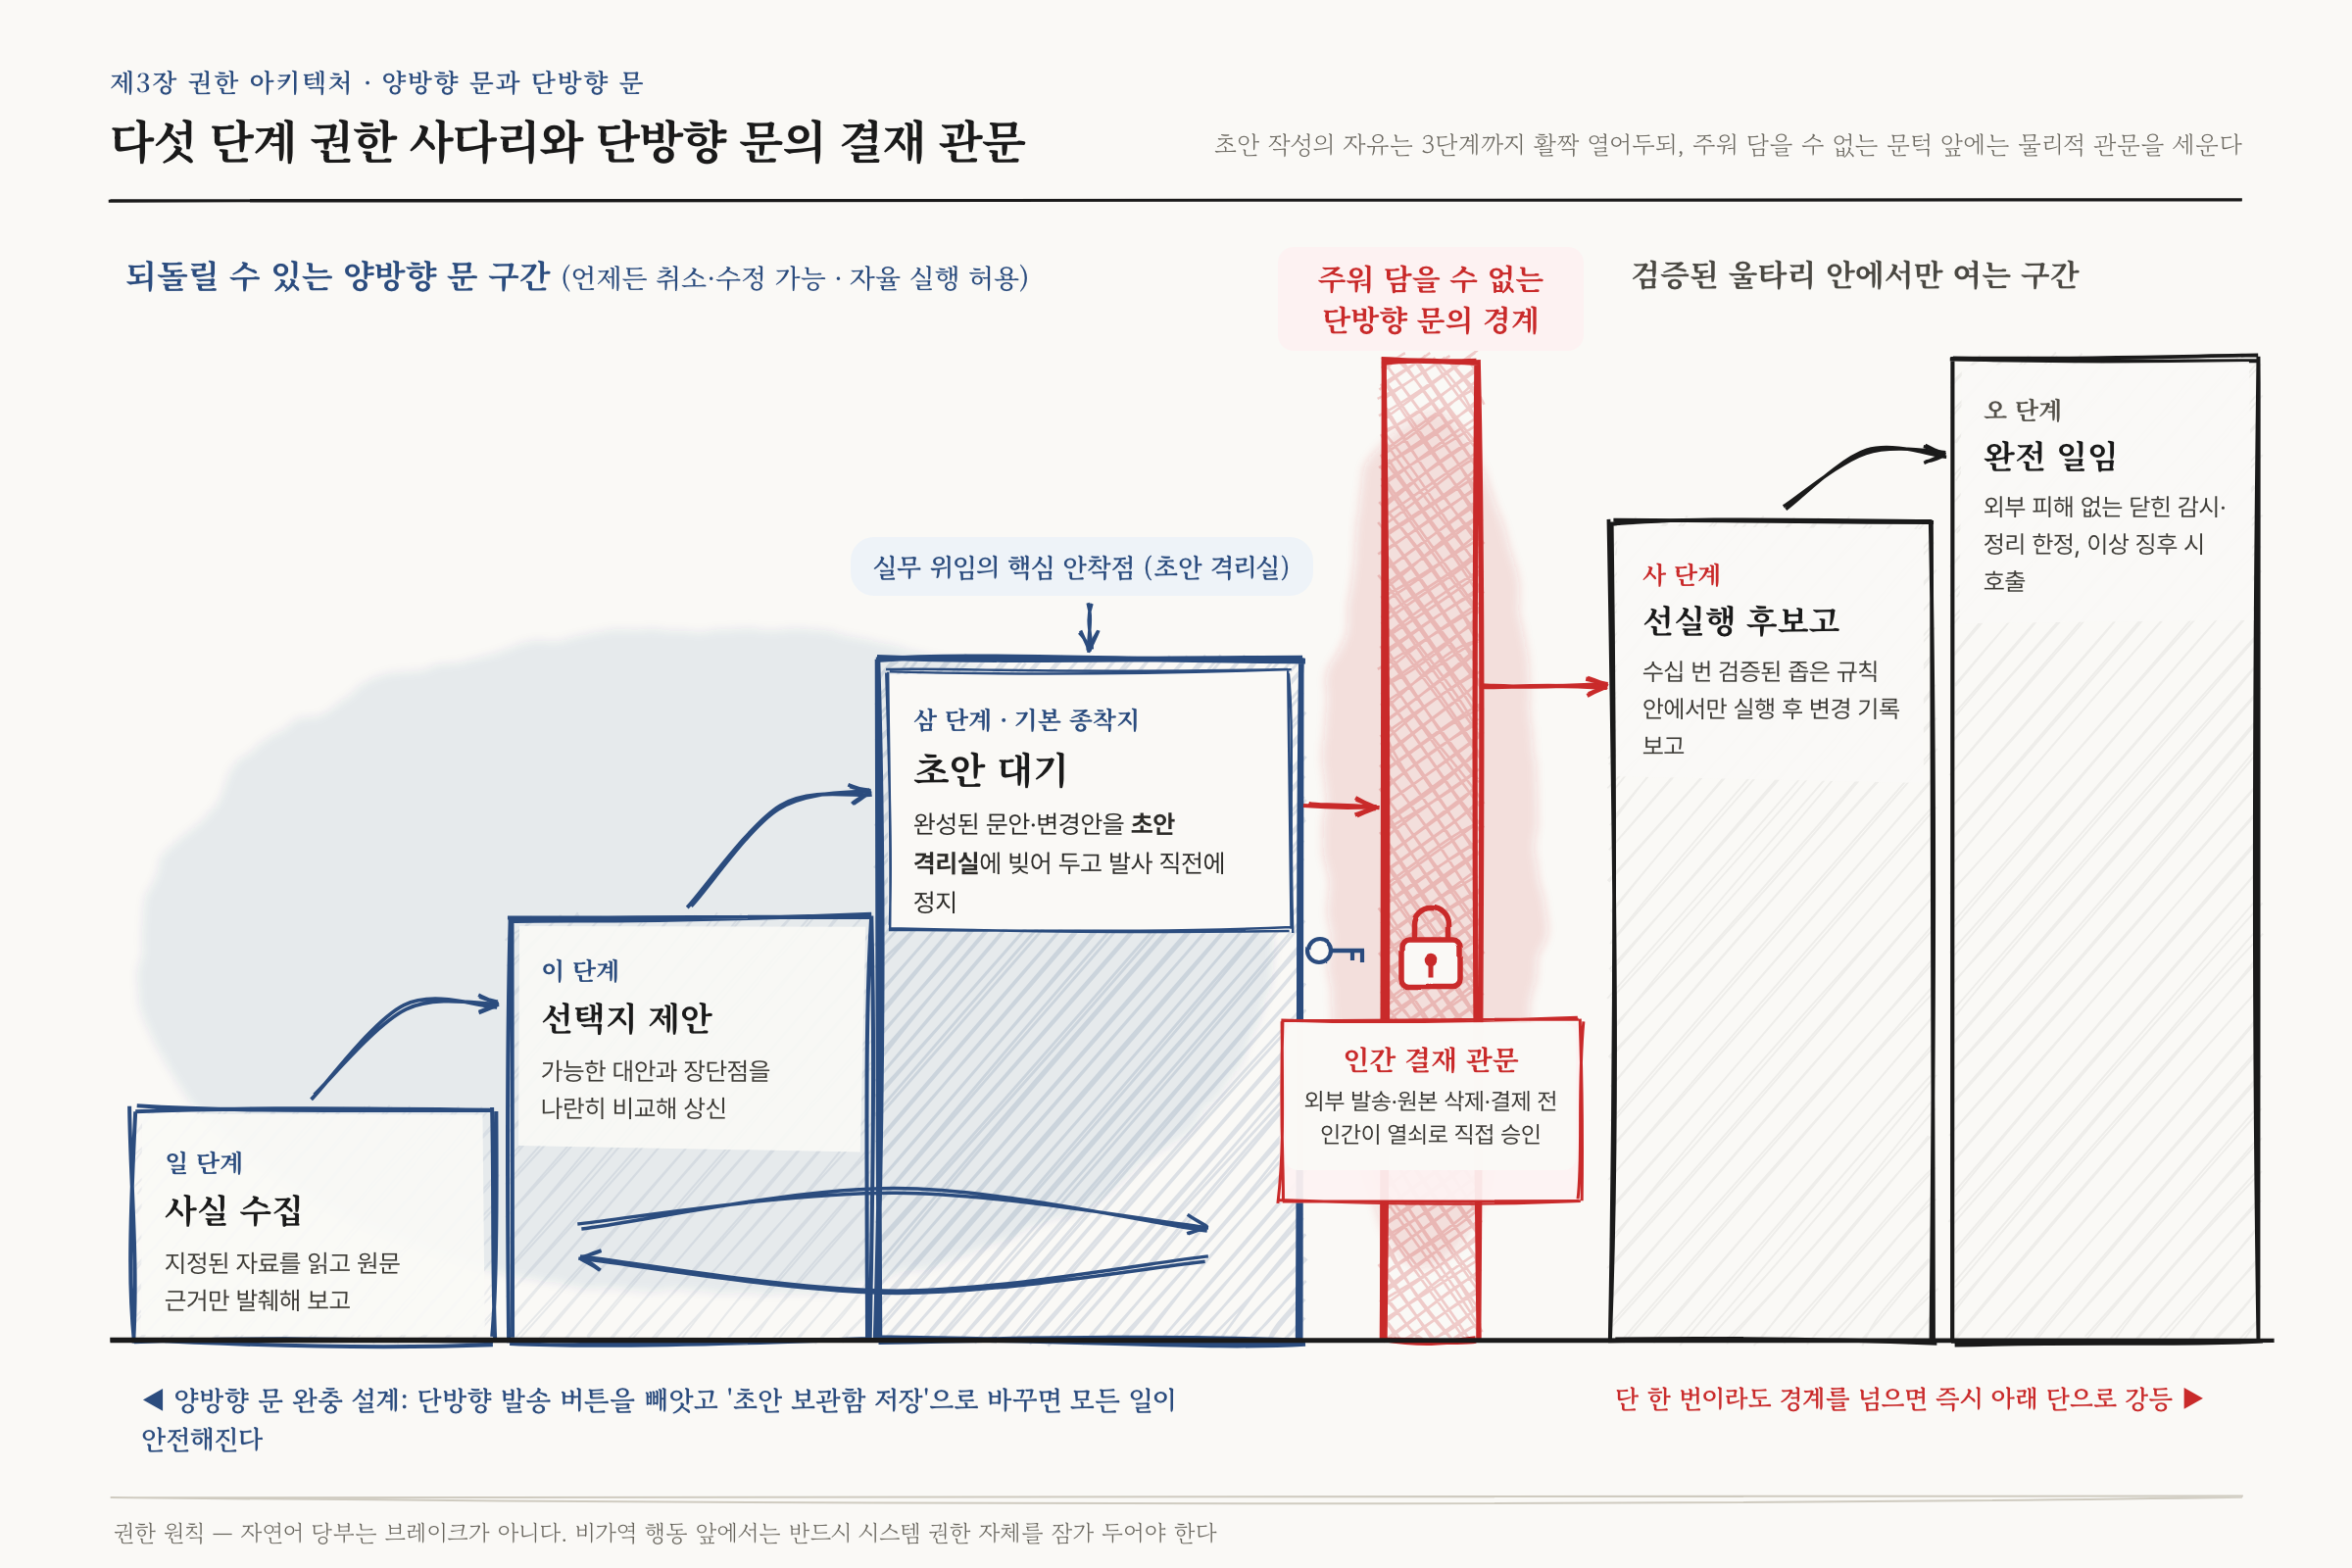 제3장 권한 아키텍처 · 양방향 문과 단방향 문
다섯 단계 권한 사다리와 단방향 문의 결재 관문
초안 작성의 자유는 3단계까지 활짝 열어두되, 주워 담을 수 없는 문턱 앞에는 물리적 관문을 세운다
되돌릴 수 있는 양방향 문 구간 (언제든 취소·수정 가능 · 자율 실행 허용)
주워 담을 수 없는
단방향 문의 경계
검증된 울타리 안에서만 여는 구간
일 단계
사실 수집
지정된 자료를 읽고 원문
근거만 발췌해 보고
이 단계
선택지 제안
가능한 대안과 장단점을
나란히 비교해 상신
실무 위임의 핵심 안착점 (초안 격리실)
삼 단계 · 기본 종착지
초안 대기
완성된 문안·변경안을 초안
격리실에 빚어 두고 발사 직전에
정지
인간 결재 관문
외부 발송·원본 삭제·결제 전
인간이 열쇠로 직접 승인
사 단계
선실행 후보고
수십 번 검증된 좁은 규칙
안에서만 실행 후 변경 기록
보고
오 단계
완전 일임
외부 피해 없는 닫힌 감시·
정리 한정, 이상 징후 시
호출
◀ 양방향 문 완충 설계: 단방향 발송 버튼을 빼앗고 '초안 보관함 저장'으로 바꾸면 모든 일이
안전해진다
단 한 번이라도 경계를 넘으면 즉시 아래 단으로 강등 ▶
권한 원칙 — 자연어 당부는 브레이크가 아니다. 비가역 행동 앞에서는 반드시 시스템 권한 자체를 잠가 두어야 한다